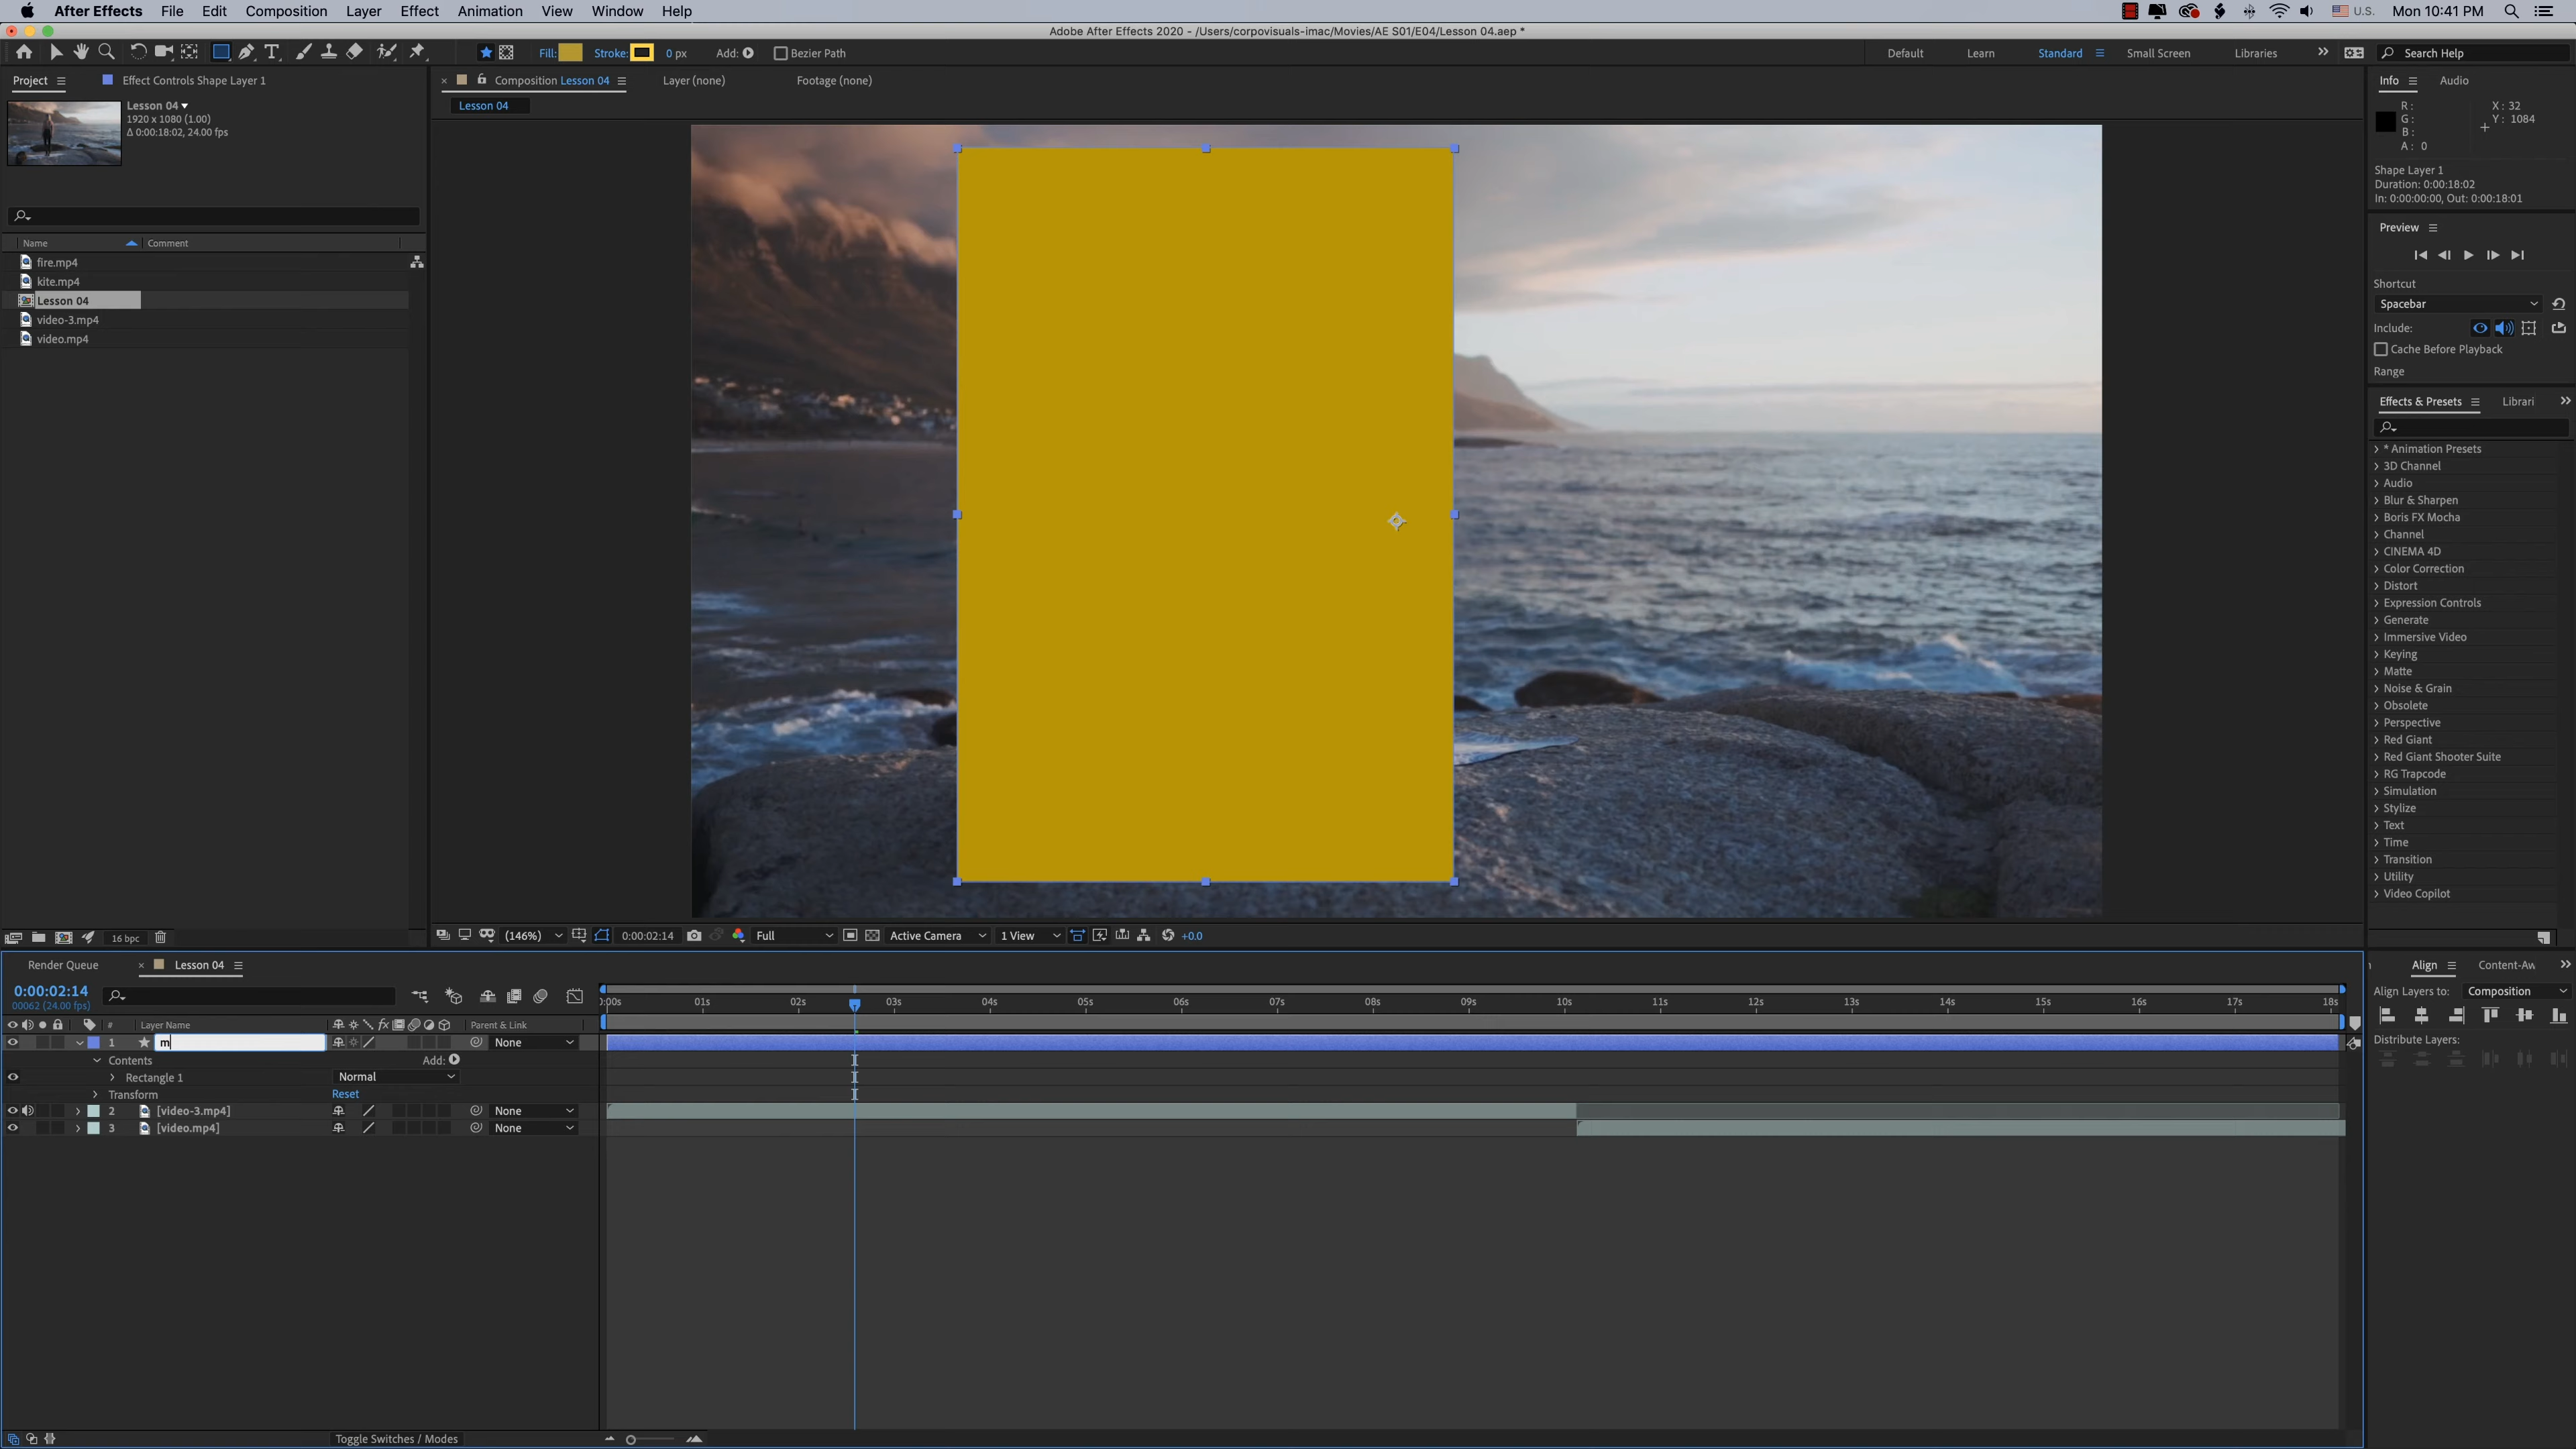 After Effects File Edit Composition Layer Effect Animation View Window Help U.S. Mon 10:41 PM
Adobe After Effects 2020 - /Users/corpovisuals-imac/Movies/AE S01/E04/Lesson 04.aep *
Fill: Stroke: 0 px Add: Bezier Path Default Learn Standard Small Screen Libraries Search Help
Project Effect Controls Shape Layer 1
Lesson 04
1920 x 1080 (1.00)
Δ 0:00:18:02, 24.00 fps
Name Comment
fire.mp4
kite.mp4
Lesson 04
video-3.mp4
video.mp4
16 bpc
Composition Lesson 04 Layer (none) Footage (none)
Lesson 04
(146%) 0:00:02:14 Full Active Camera 1 View +0.0
Info Audio
R: X: 32
G: Y: 1084
B:
A: 0
Shape Layer 1
Duration: 0:00:18:02
In: 0:00:00:00, Out: 0:00:18:01
Preview
Shortcut
Spacebar
Include:
Cache Before Playback
Range
Effects & Presets Librari
* Animation Presets
3D Channel
Audio
Blur & Sharpen
Boris FX Mocha
Channel
CINEMA 4D
Color Correction
Distort
Expression Controls
Generate
Immersive Video
Keying
Matte
Noise & Grain
Obsolete
Perspective
Red Giant
Red Giant Shooter Suite
RG Trapcode
Simulation
Stylize
Text
Time
Transition
Utility
Video Copilot
Render Queue Lesson 04
0:00:02:14
00062 (24.00 fps)
:00s 01s 02s 03s 04s 05s 06s 07s 08s 09s 10s 11s 12s 13s 14s 15s 16s 17s 18s
# Layer Name Parent & Link
1 m None
Contents Add:
Rectangle 1 Normal
Transform Reset
2 [video-3.mp4] None
3 [video.mp4] None
Toggle Switches / Modes
Align Content-Aw
Align Layers to: Composition
Distribute Layers: